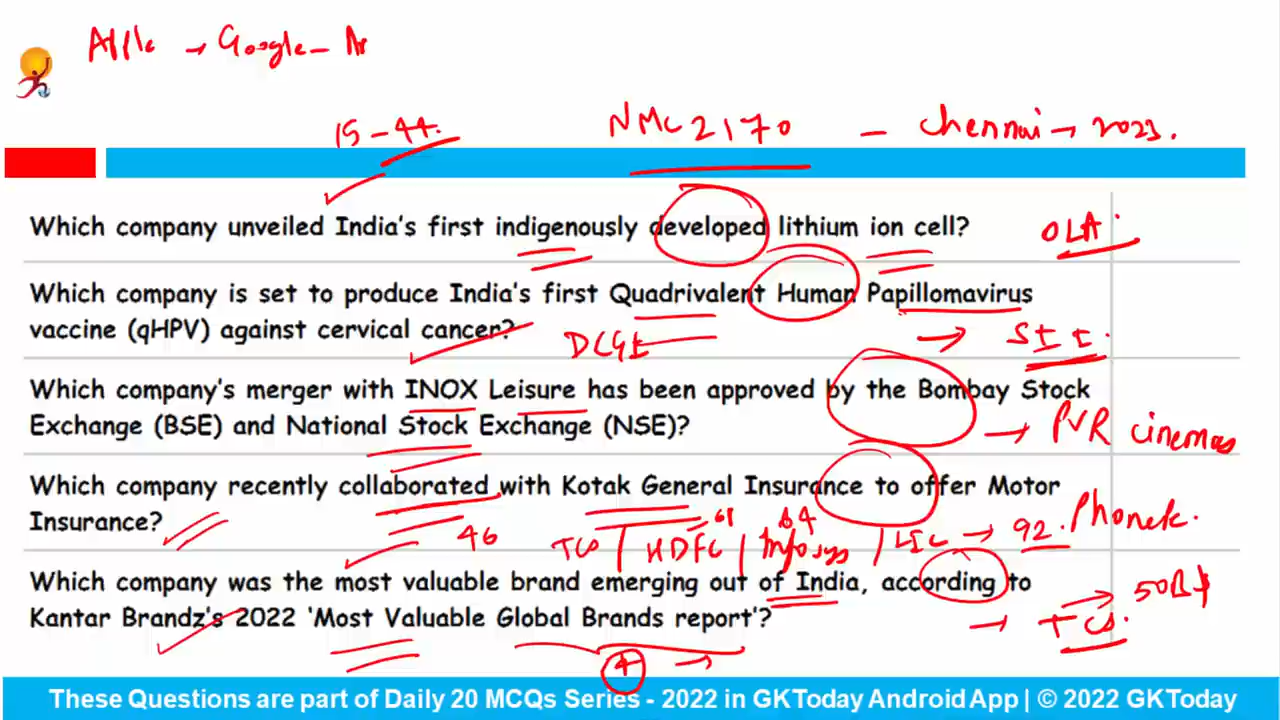 Apple → Google – A
15 – 44. NMC 2170 – Chennai → 2023.
Which company unveiled India's first indigenously developed lithium ion cell? OLA
Which company is set to produce India's first Quadrivalent Human Papillomavirus
vaccine (qHPV) against cervical cancer? DCGI → SII
Which company's merger with INOX Leisure has been approved by the Bombay Stock
Exchange (BSE) and National Stock Exchange (NSE)? → PVR cinemas
Which company recently collaborated with Kotak General Insurance to offer Motor
Insurance? PhonePe.
46 TCS | HDFC 61 | Infosys 64 | LIC → 92.
Which company was the most valuable brand emerging out of India, according to
Kantar Brandz's 2022 'Most Valuable Global Brands report'? → TCS. 50B$
4 →
These Questions are part of Daily 20 MCQs Series - 2022 in GKToday Android App | © 2022 GKToday